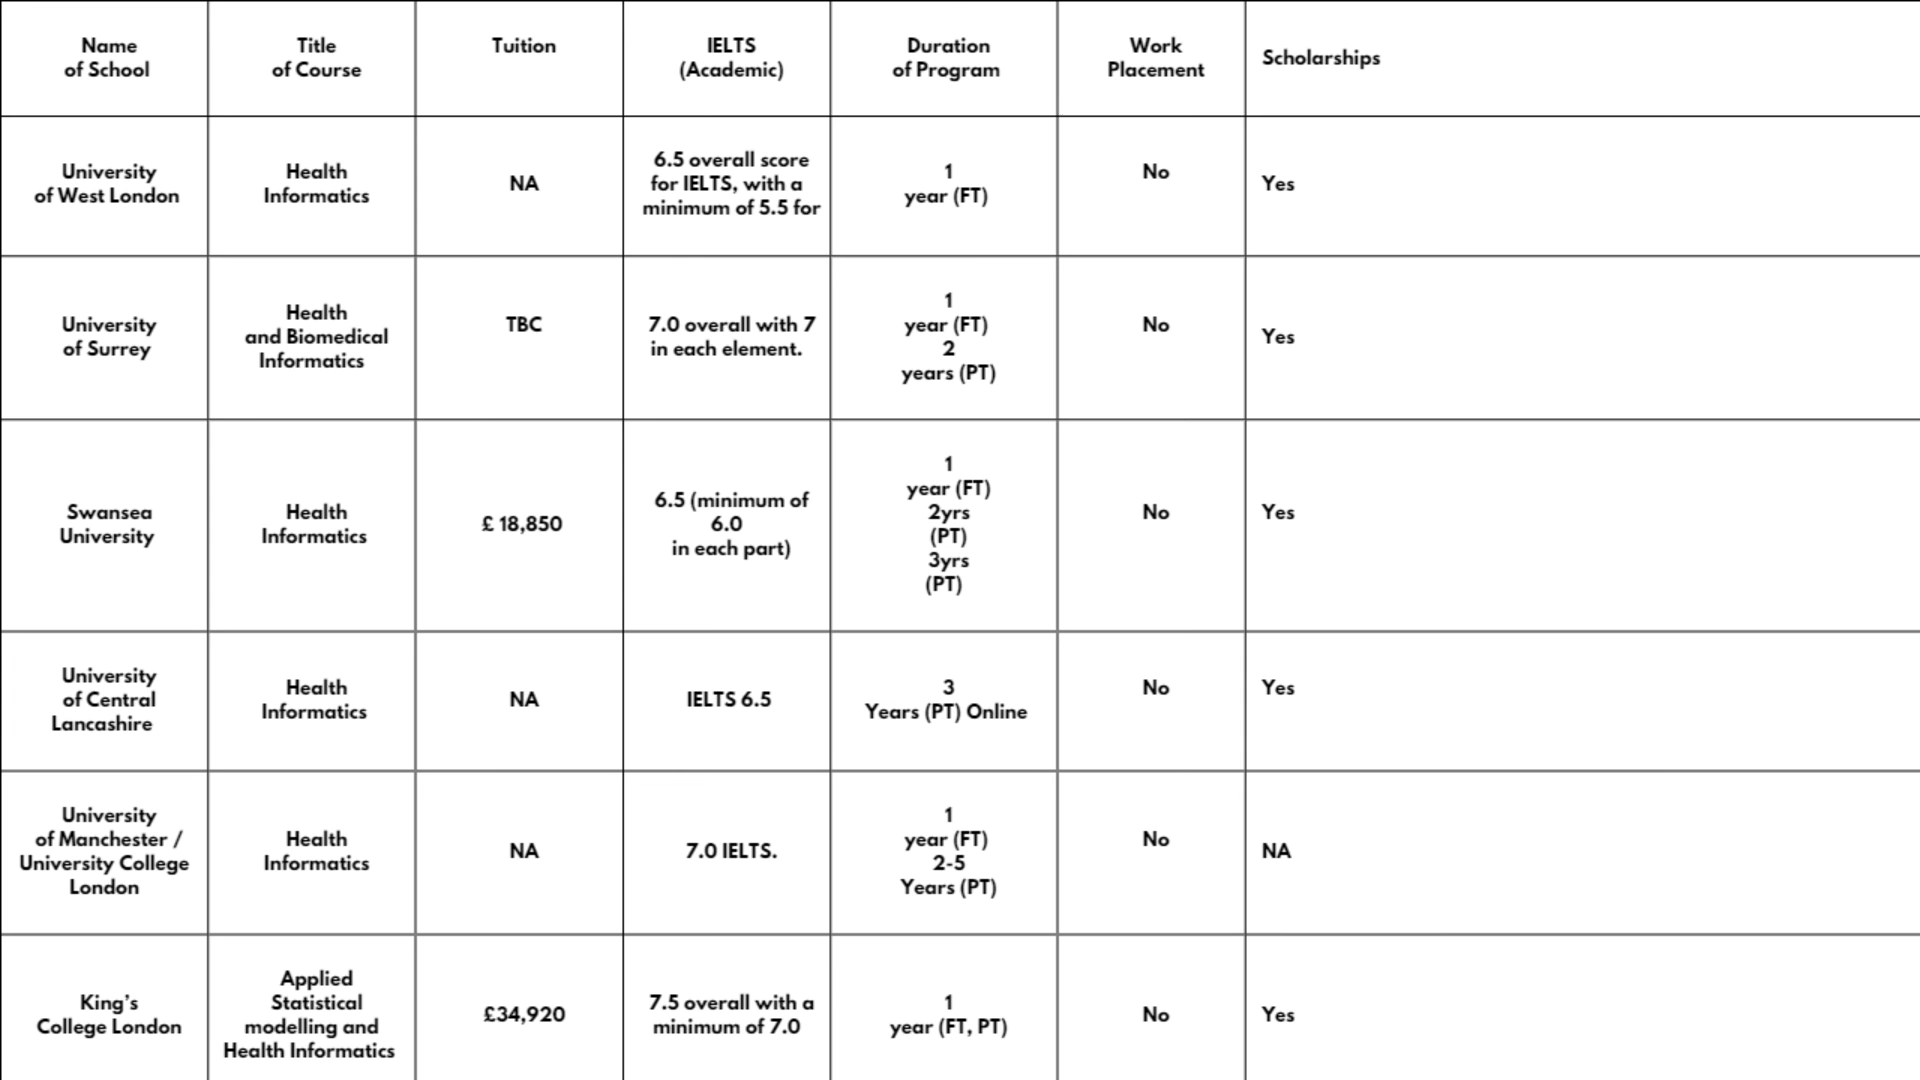 Name
of School
Title
of Course
Tuition
IELTS
(Academic)
Duration
of Program
Work
Placement
Scholarships
University
of West London
Health
Informatics
NA
6.5 overall score
for IELTS, with a
minimum of 5.5 for
1
year (FT)
No
Yes
University
of Surrey
Health
and Biomedical
Informatics
TBC
7.0 overall with 7
in each element.
1
year (FT)
2
years (PT)
No
Yes
Swansea
University
Health
Informatics
£ 18,850
6.5 (minimum of
6.0
in each part)
1
year (FT)
2yrs
(PT)
3yrs
(PT)
No
Yes
University
of Central
Lancashire
Health
Informatics
NA
IELTS 6.5
3
Years (PT) Online
No
Yes
University
of Manchester /
University College
London
Health
Informatics
NA
7.0 IELTS.
1
year (FT)
2-5
Years (PT)
No
NA
King's
College London
Applied
Statistical
modelling and
Health Informatics
£34,920
7.5 overall with a
minimum of 7.0
1
year (FT, PT)
No
Yes